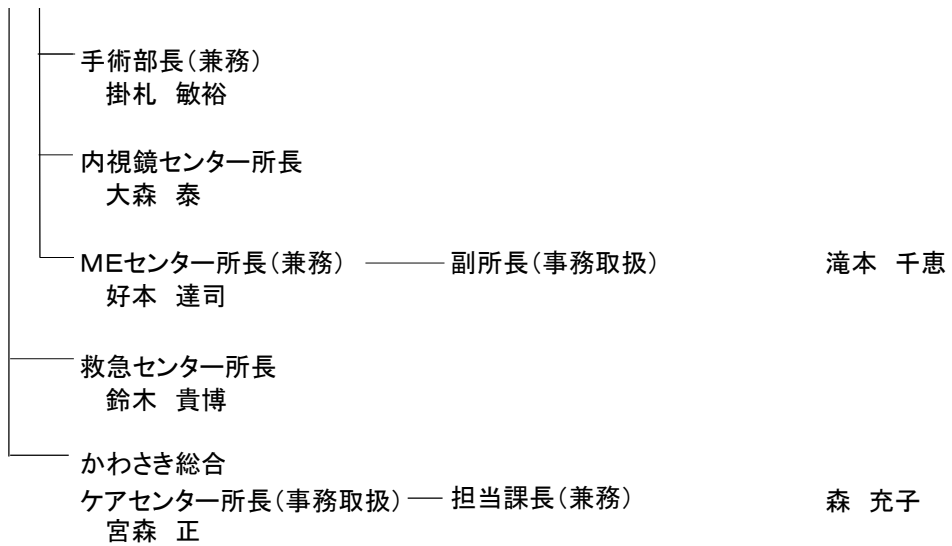 手術部長（兼務）
掛札　敏裕
内視鏡センター所長
大森　泰
ＭＥセンター所長（兼務）　副所長（事務取扱）　滝本　千恵
好本　達司
救急センター所長
鈴木　貴博
かわさき総合
ケアセンター所長（事務取扱）　担当課長（兼務）　森　充子
宮森　正